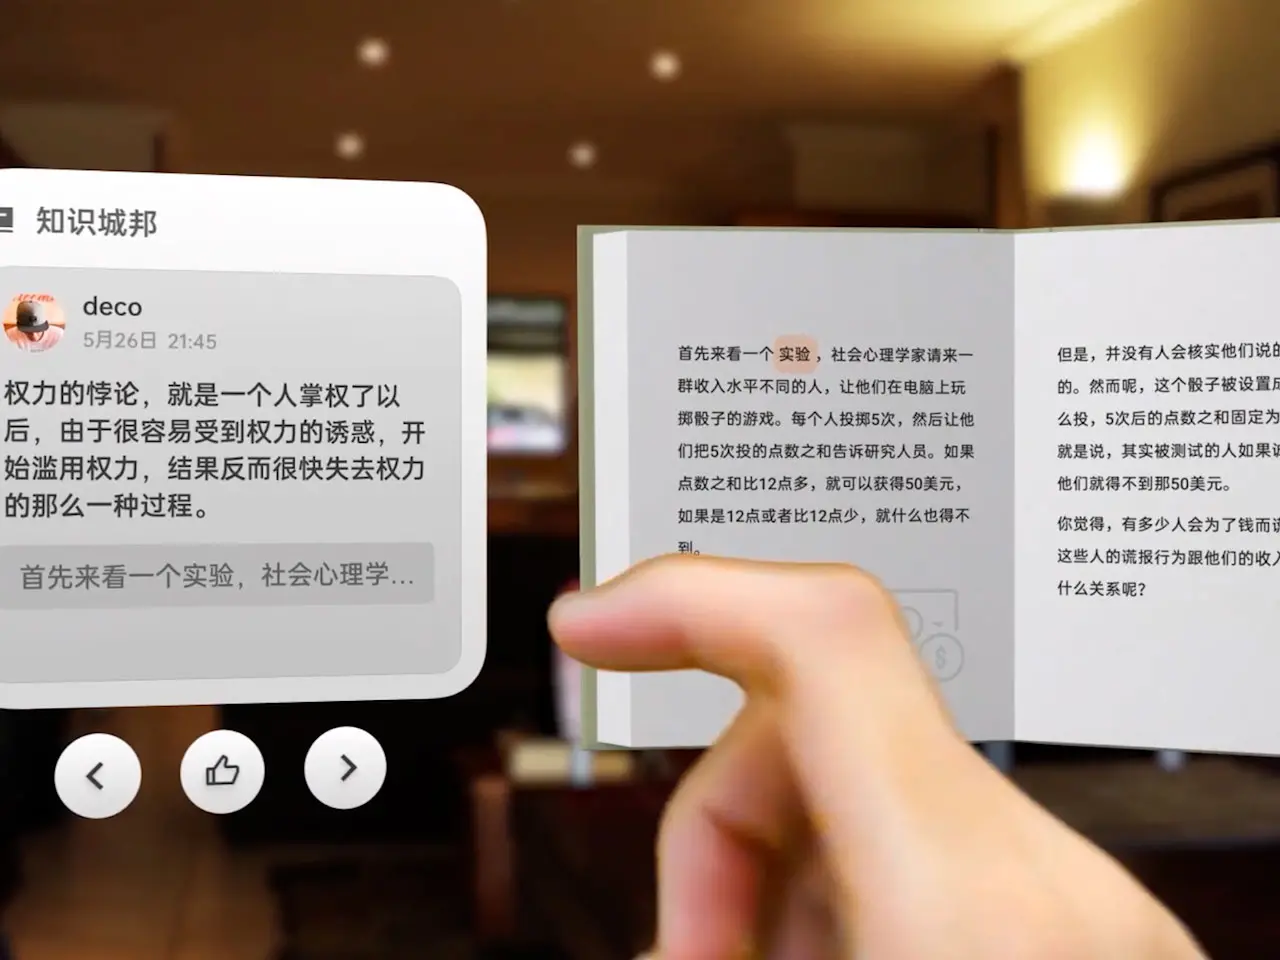 知识城邦
deco
5月26日 21:45
权力的悖论，就是一个人掌权了以
后，由于很容易受到权力的诱惑，开
始滥用权力，结果反而很快失去权力
的那么一种过程。
首先来看一个实验，社会心理学...
首先来看一个 实验 ，社会心理学家请来一
群收入水平不同的人，让他们在电脑上玩
掷骰子的游戏。每个人投掷5次，然后让他
们把5次投的点数之和告诉研究人员。如果
点数之和比12点多，就可以获得50美元，
如果是12点或者比12点少，就什么也得不
到。
但是，并没有人会核实他们说的
的。然而呢，这个骰子被设置成
么投，5次后的点数之和固定为
就是说，其实被测试的人如果诚
他们就得不到那50美元。
你觉得，有多少人会为了钱而谎
这些人的谎报行为跟他们的收入
什么关系呢？